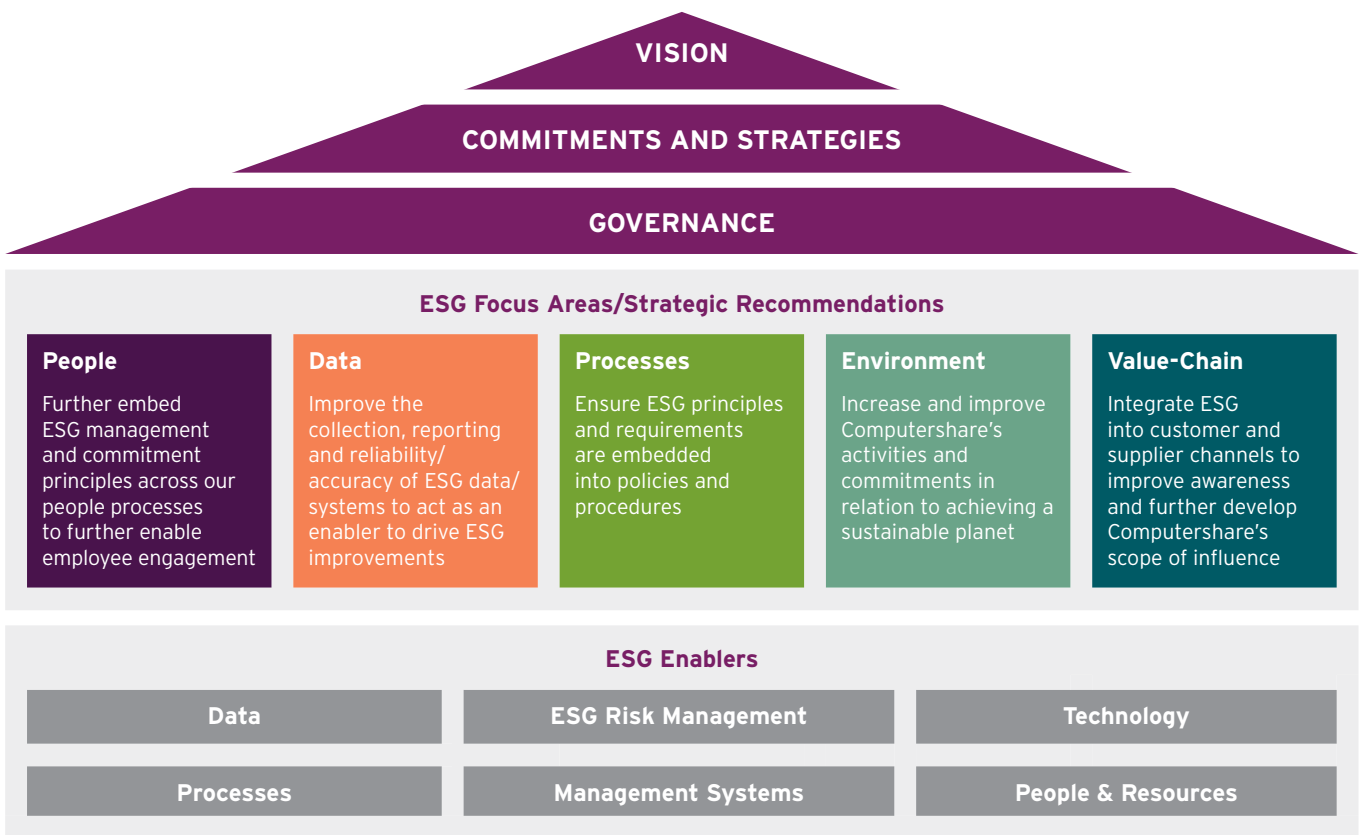 VISION
COMMITMENTS AND STRATEGIES
GOVERNANCE
ESG Focus Areas/Strategic Recommendations
People
Further embed
ESG management
and commitment
principles across our
people processes
to further enable
employee engagement
Data
Improve the
collection, reporting
and reliability/
accuracy of ESG data/
systems to act as an
enabler to drive ESG
improvements
Processes
Ensure ESG principles
and requirements
are embedded
into policies and
procedures
Environment
Increase and improve
Computershare’s
activities and
commitments in
relation to achieving a
sustainable planet
Value-Chain
Integrate ESG
into customer and
supplier channels to
improve awareness
and further develop
Computershare’s
scope of influence
ESG Enablers
Data
ESG Risk Management
Technology
Processes
Management Systems
People & Resources